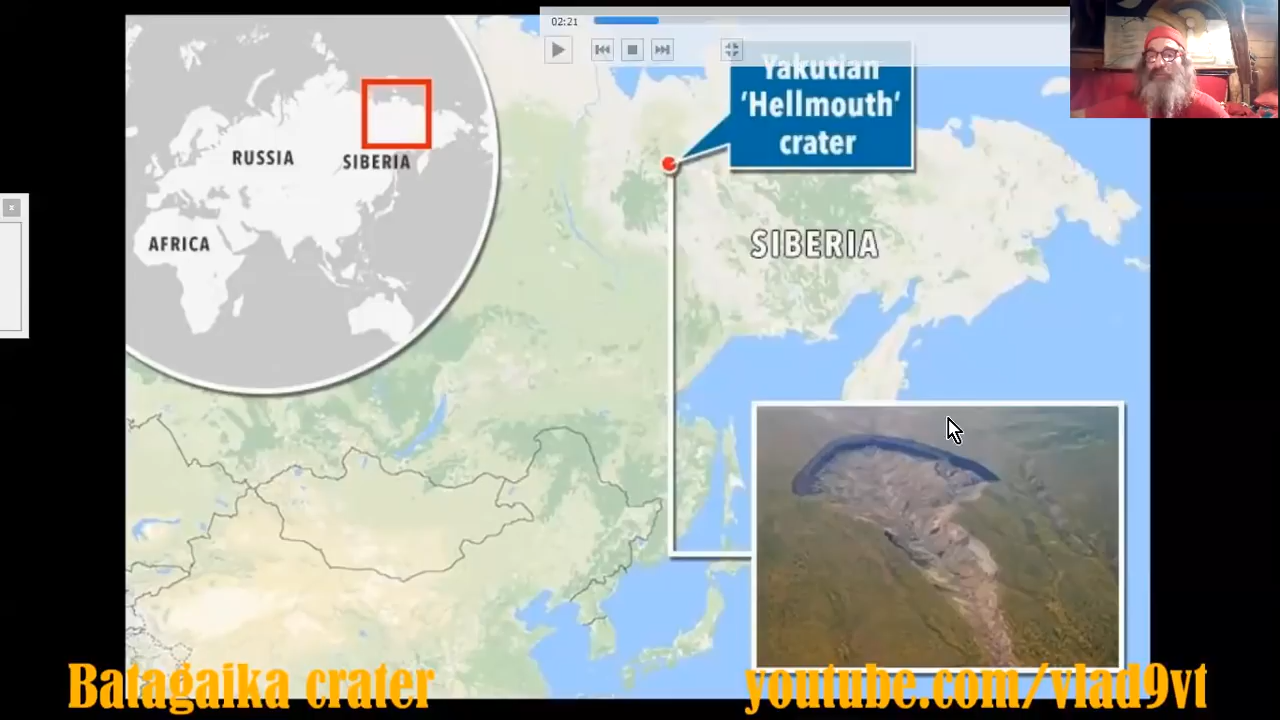 02:21
Yakutian
‘Hellmouth‘
crater
RUSSIA
SIBERIA
AFRICA
SIBERIA
x
Batagaika crater
youtube.com/vlad9vt